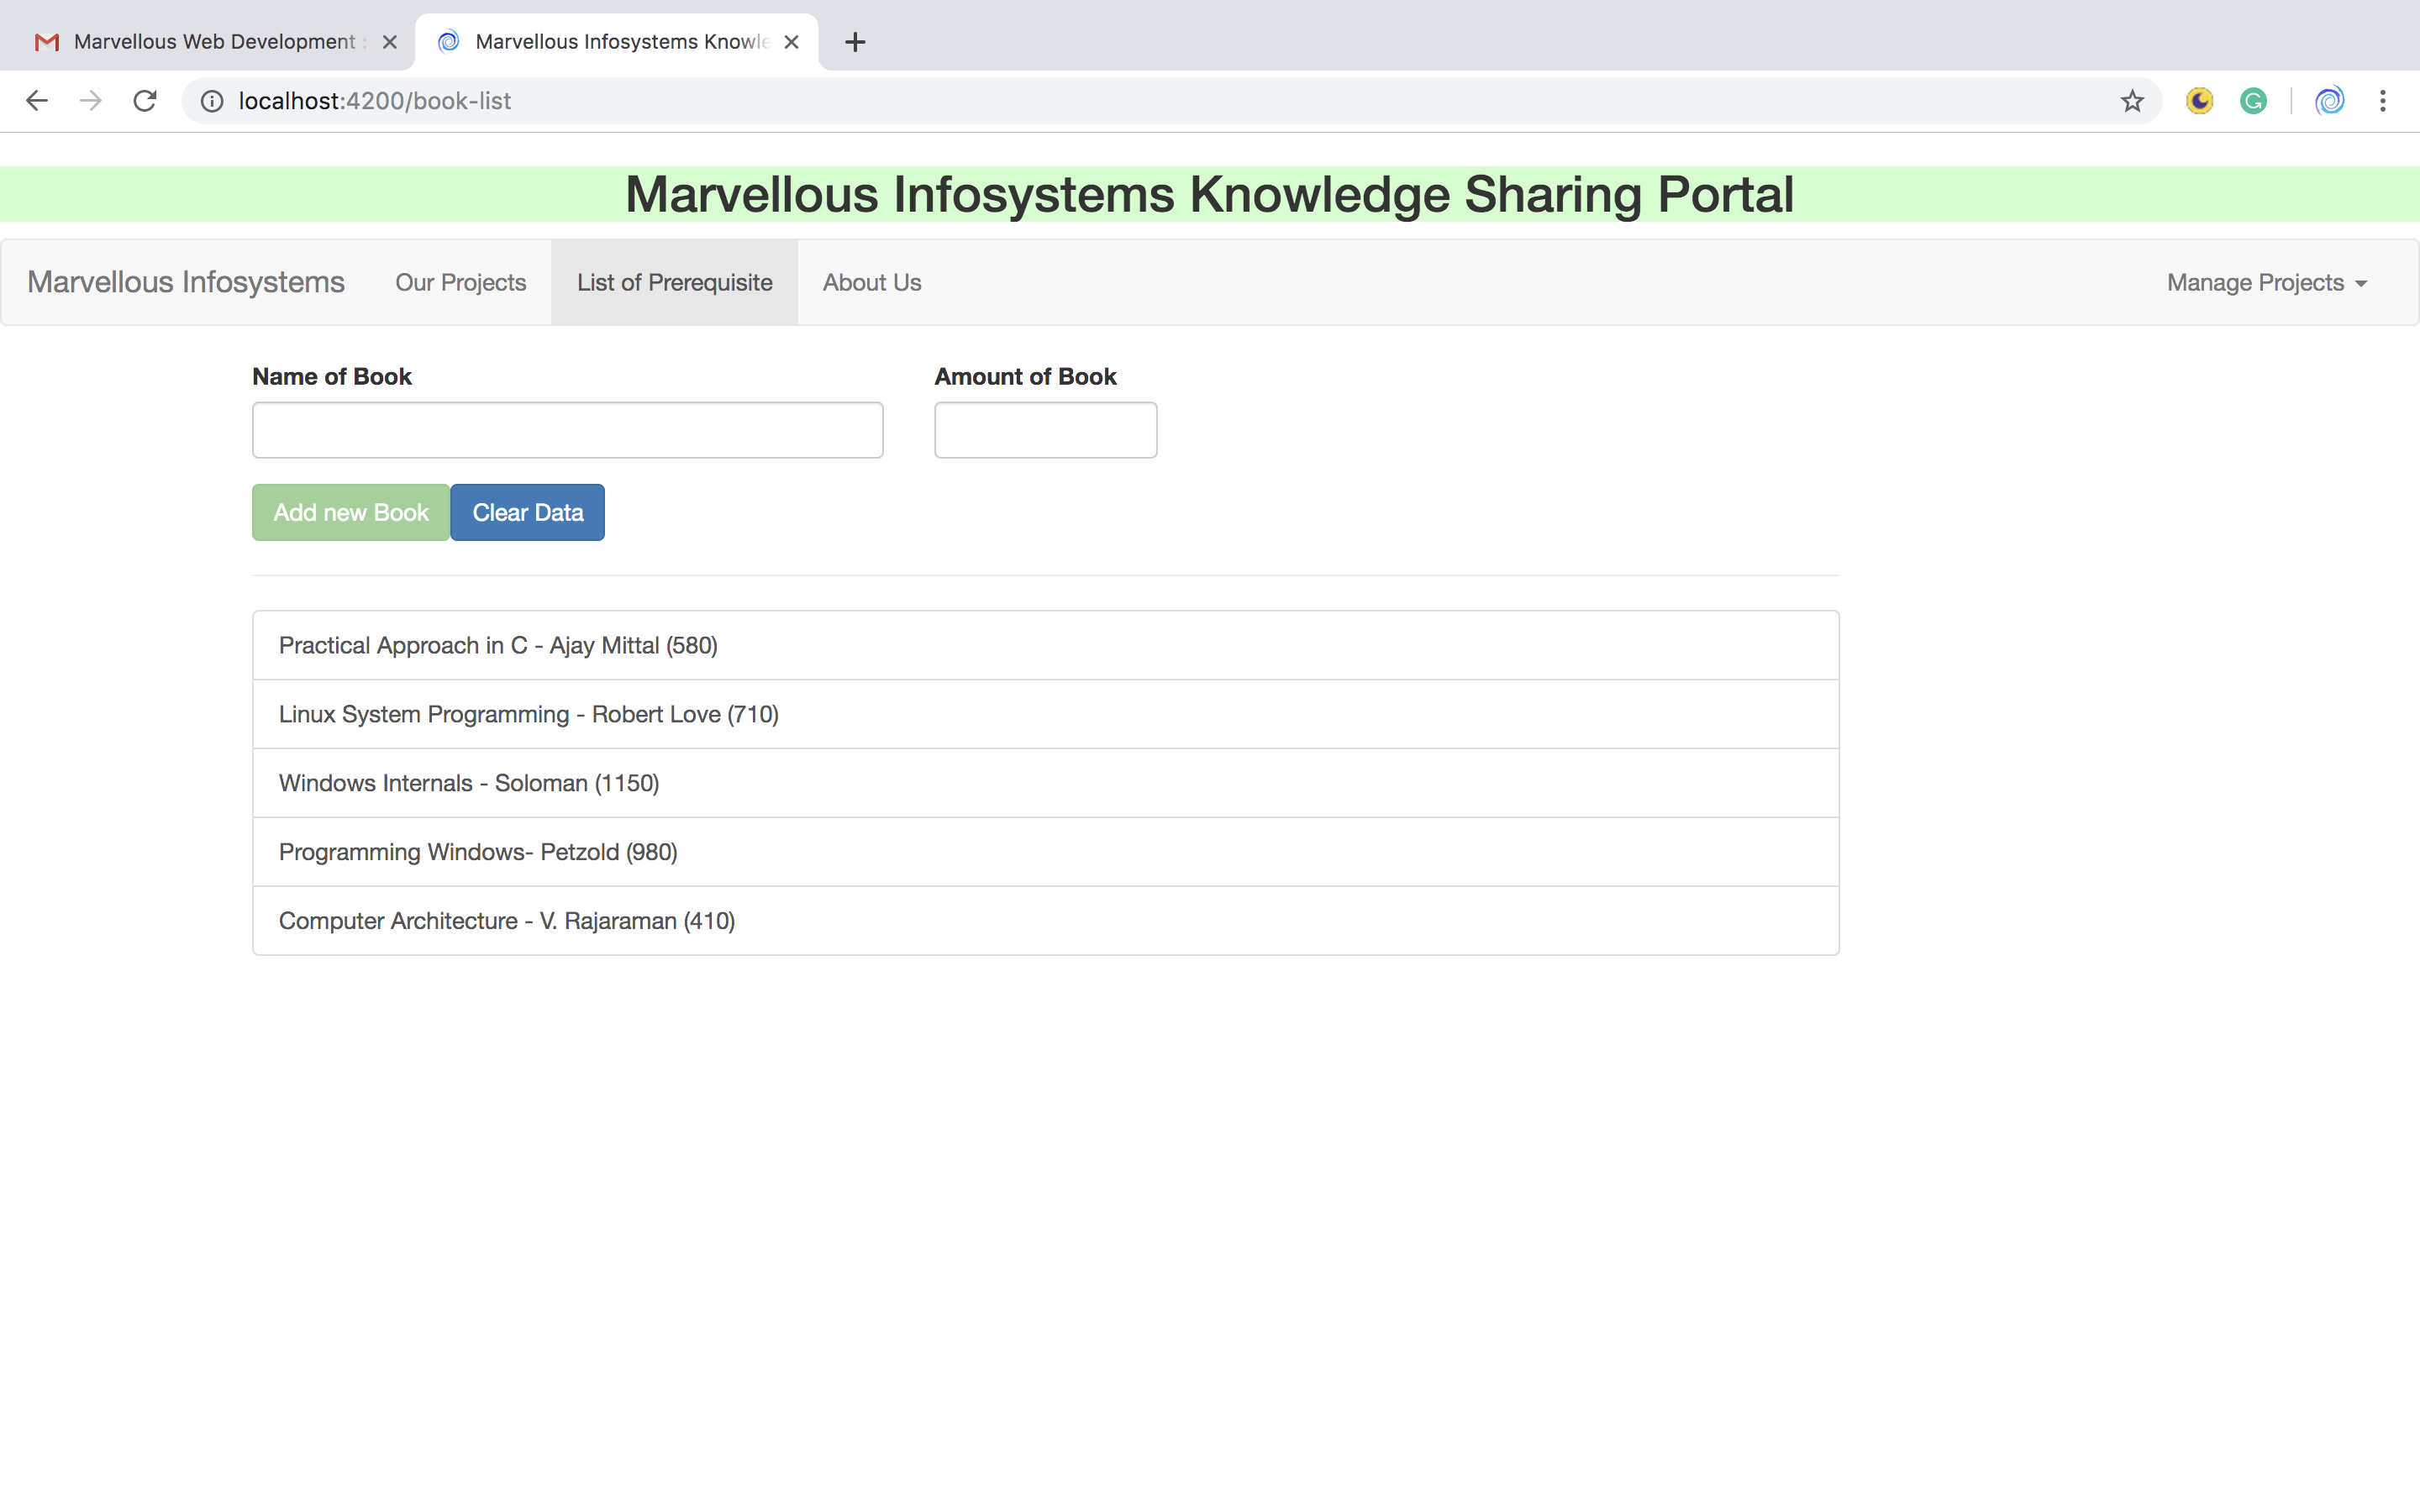 Marvellous Web Development
Marvellous Infosystems Knowle
localhost:4200/book-list
Marvellous Infosystems Knowledge Sharing Portal
Marvellous Infosystems Our Projects List of Prerequisite About Us Manage Projects
Name of Book Amount of Book
Add new Book Clear Data
Practical Approach in C - Ajay Mittal (580)
Linux System Programming - Robert Love (710)
Windows Internals - Soloman (1150)
Programming Windows- Petzold (980)
Computer Architecture - V. Rajaraman (410)